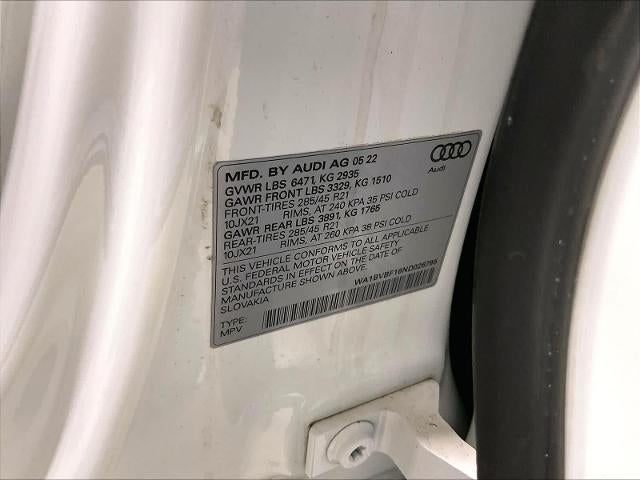 MFD. BY AUDI AG 05 22
GVWR LBS 6471, KG 2935
GAWR FRONT LBS 3329, KG 1510
FRONT-TIRES 285/45 R21
10JX21 RIMS, AT 240 KPA 35 PSI COLD
GAWR REAR LBS 3891, KG 1765
REAR-TIRES 285/45 R21
10JX21 RIMS, AT 260 KPA 38 PSI COLD
THIS VEHICLE CONFORMS TO ALL APPLICABLE
U.S. FEDERAL MOTOR VEHICLE SAFETY
STANDARDS IN EFFECT ON THE DATE OF
MANUFACTURE SHOWN ABOVE.
SLOVAKIA
TYPE:
MPV
Audi